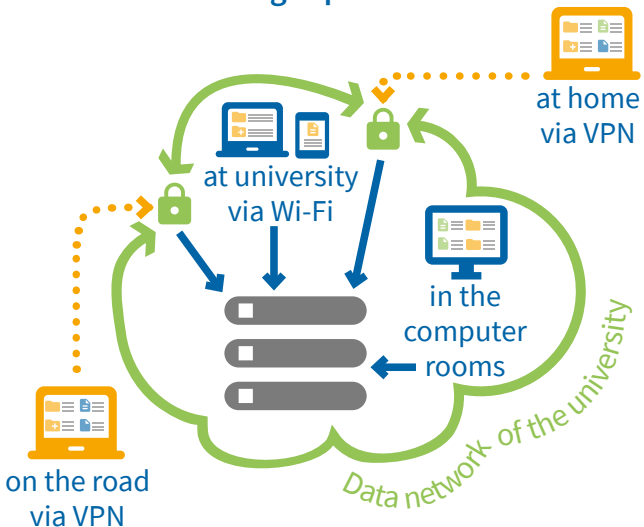 at home
via VPN
at university
via Wi-Fi
in the
computer
rooms
Data network of the university
on the road
via VPN